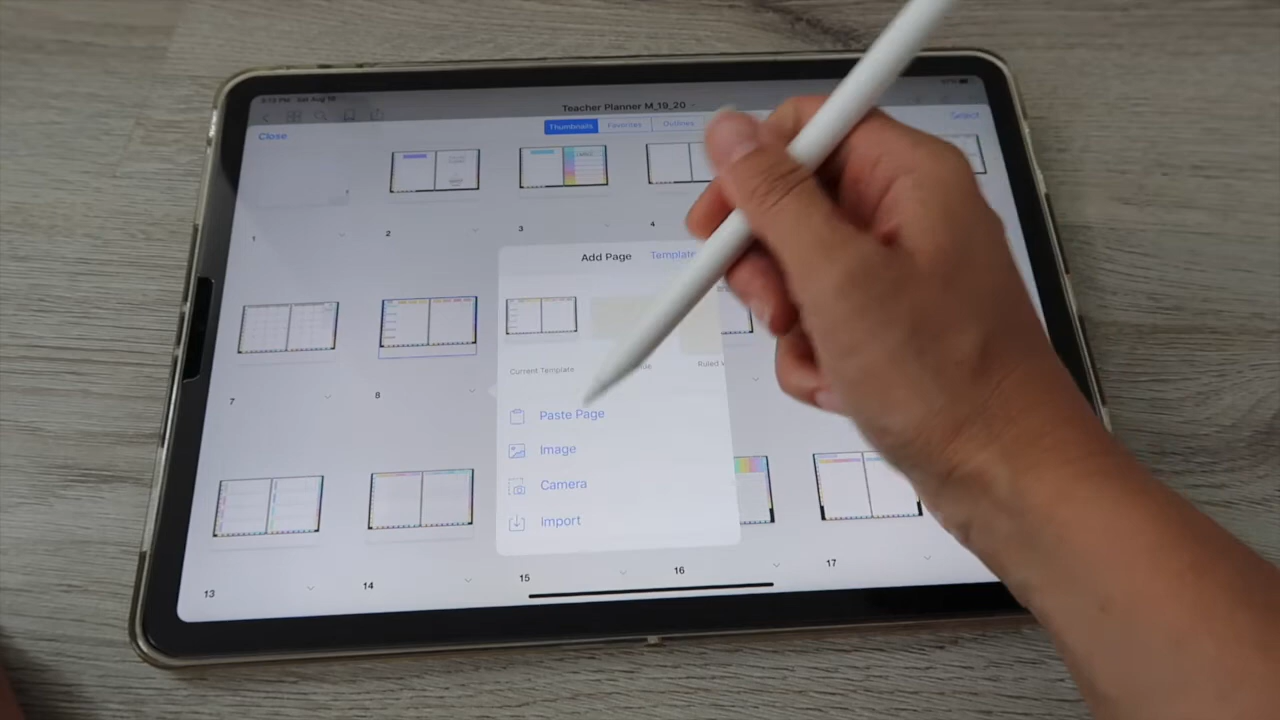 Teacher Planner M_19_20
Close
Thumbnails
Favorites
Outlines
Select
1
2
3
4
Add Page
Template
Current Template
Ruled
7
8
Paste Page
Image
Camera
Import
13
14
15
16
17